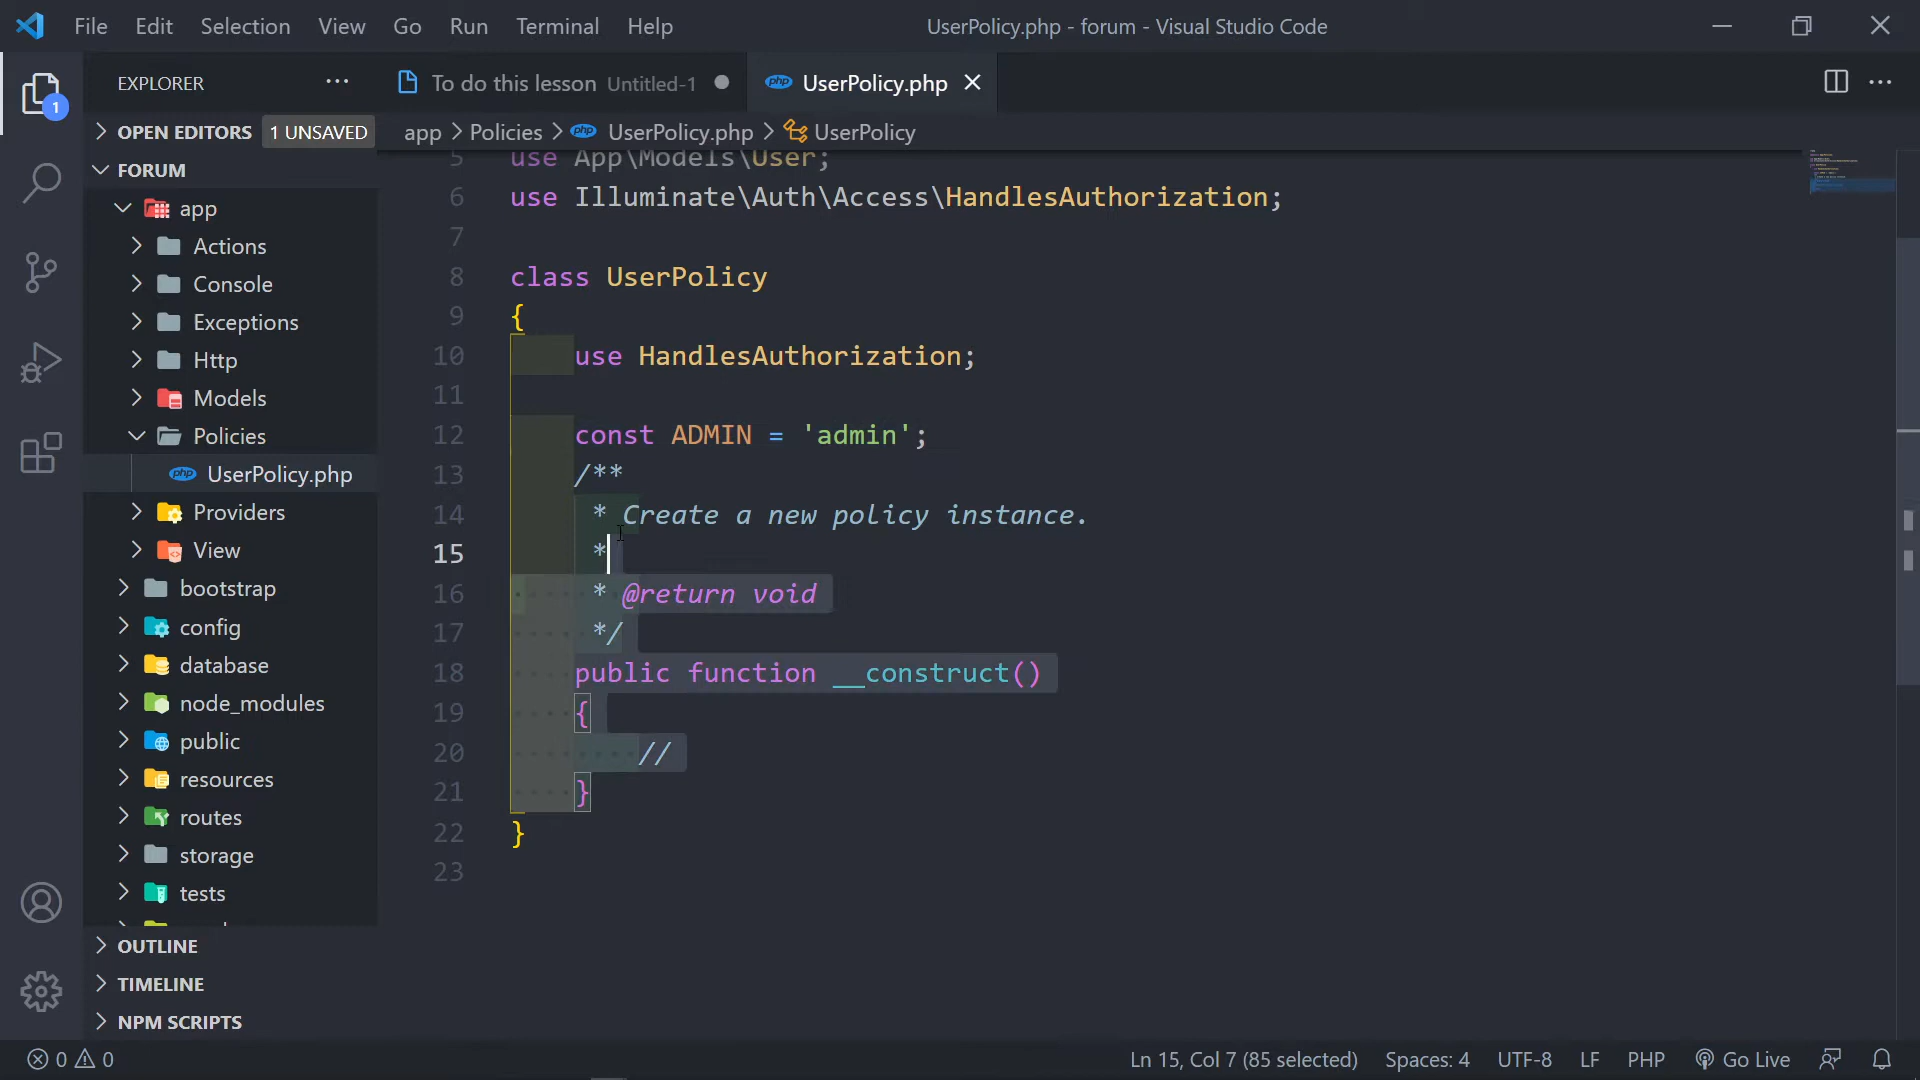 File Edit Selection View Go Run Terminal Help
UserPolicy.php - forum - Visual Studio Code
1
EXPLORER
OPEN EDITORS 1 UNSAVED
FORUM
app
Actions
Console
Exceptions
Http
Models
Policies
php UserPolicy.php
Providers
View
bootstrap
config
database
node_modules
public
resources
routes
storage
tests
OUTLINE
TIMELINE
NPM SCRIPTS
To do this lesson Untitled-1
php UserPolicy.php
app > Policies > php UserPolicy.php > UserPolicy
5 use App\Models\User;
6 use Illuminate\Auth\Access\HandlesAuthorization;
7
8 class UserPolicy
9 {
10 use HandlesAuthorization;
11
12 const ADMIN = 'admin';
13 /**
14 * Create a new policy instance.
15 *
16 * @return void
17 */
18 public function __construct()
19 {
20 //
21 }
22 }
23
0 0
Ln 15, Col 7 (85 selected) Spaces: 4 UTF-8 LF PHP Go Live